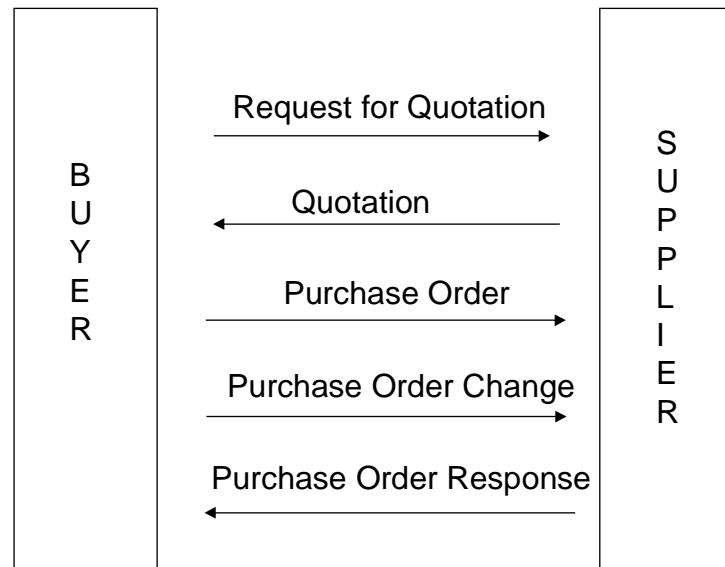 BUYER
Request for Quotation
Quotation
Purchase Order
Purchase Order Change
Purchase Order Response
SUPPLIER